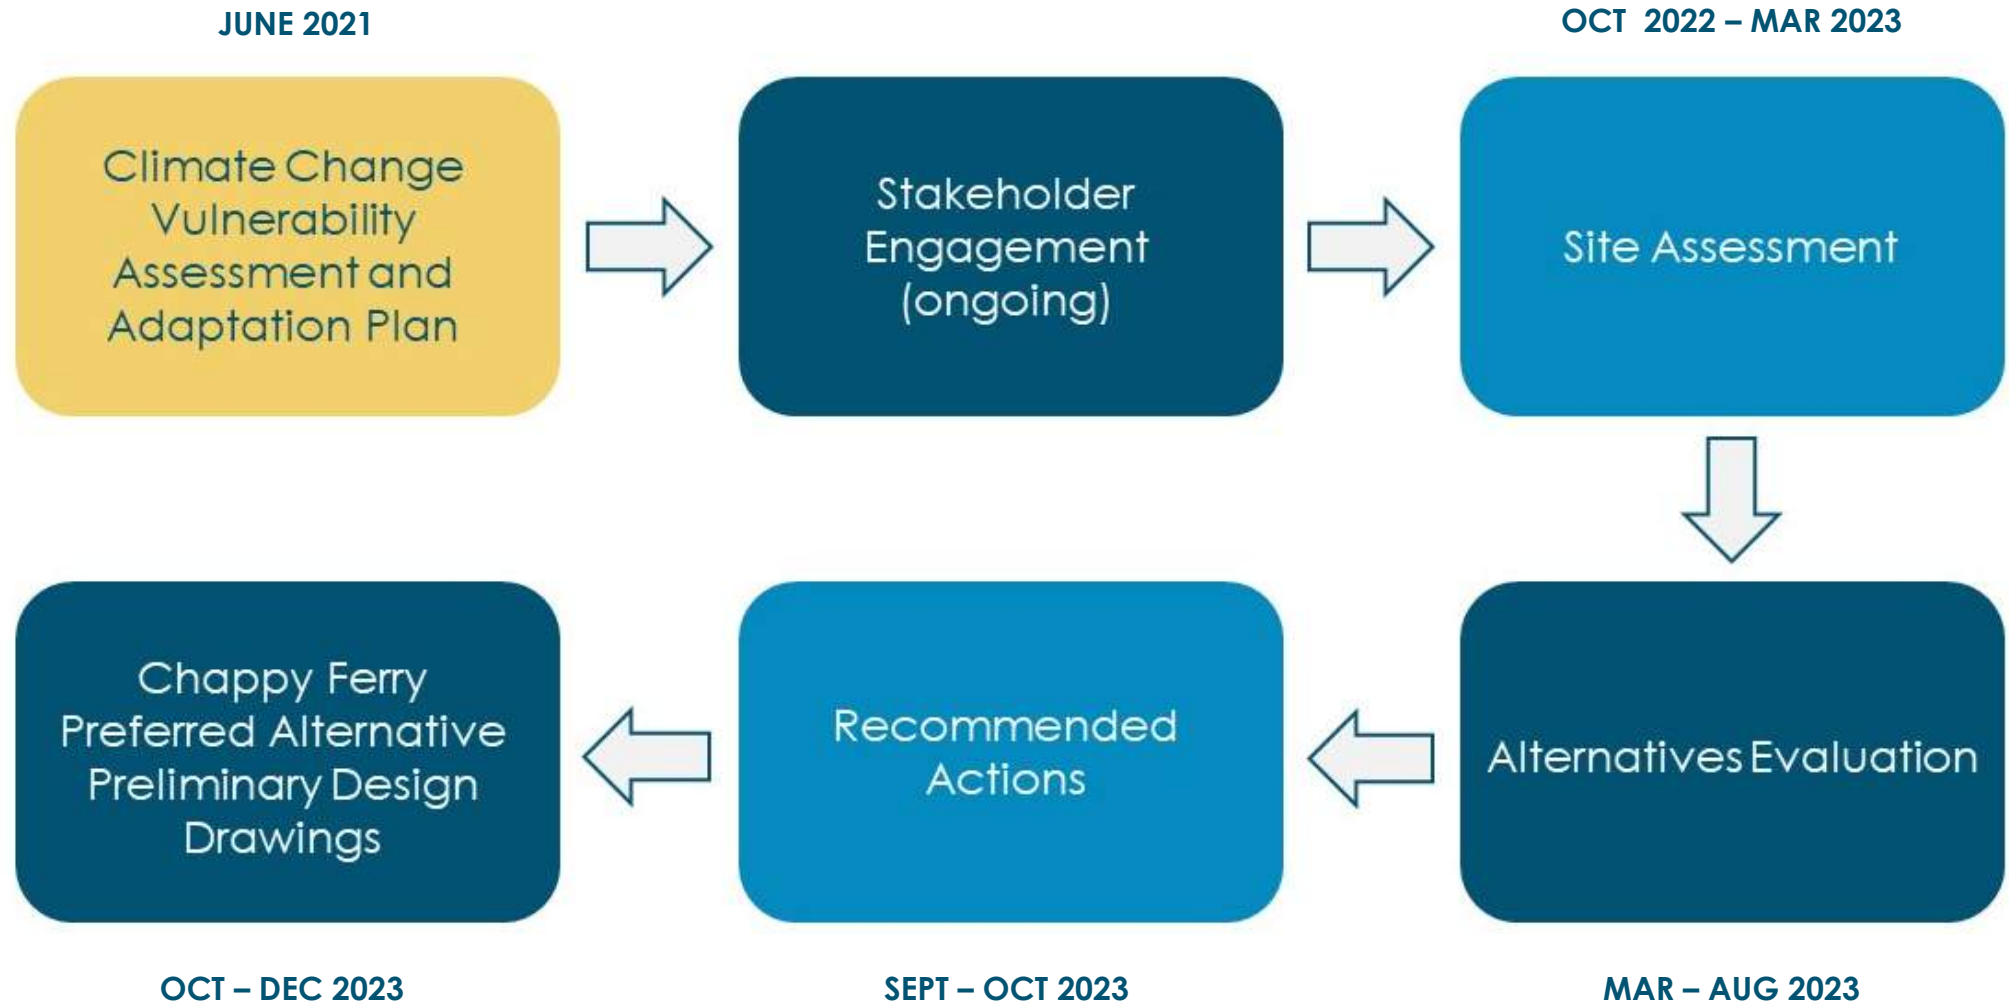 JUNE 2021
OCT 2022 – MAR 2023
Climate Change
Vulnerability
Assessment and
Adaptation Plan
Stakeholder
Engagement
(ongoing)
Site Assessment
Chappy Ferry
Preferred Alternative
Preliminary Design
Drawings
Recommended
Actions
Alternatives Evaluation
OCT – DEC 2023
SEPT – OCT 2023
MAR – AUG 2023